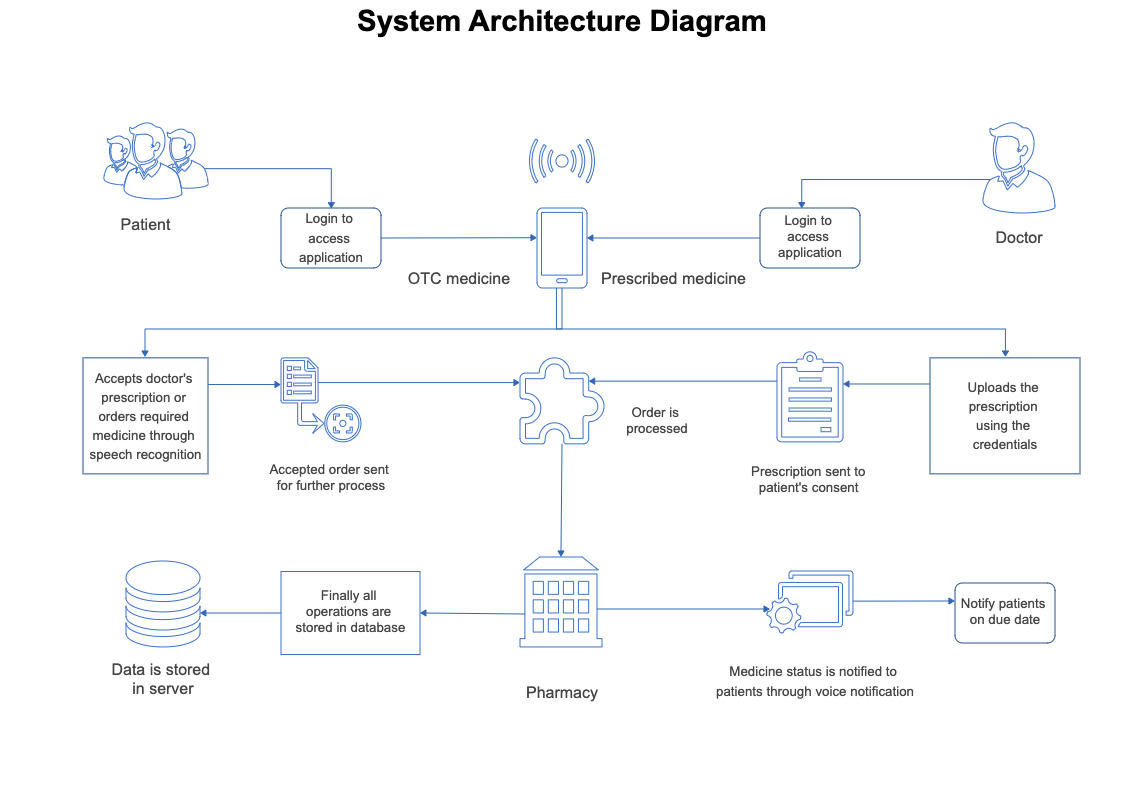 System Architecture Diagram
Patient
Login to
access
application
OTC medicine
Prescribed medicine
Login to
access
application
Doctor
Accepts doctor's
prescription or
orders required
medicine through
speech recognition
Accepted order sent
for further process
Order is
processed
Prescription sent to
patient's consent
Uploads the
prescription
using the
credentials
Data is stored
in server
Finally all
operations are
stored in database
Pharmacy
Medicine status is notified to
patients through voice notification
Notify patients
on due date